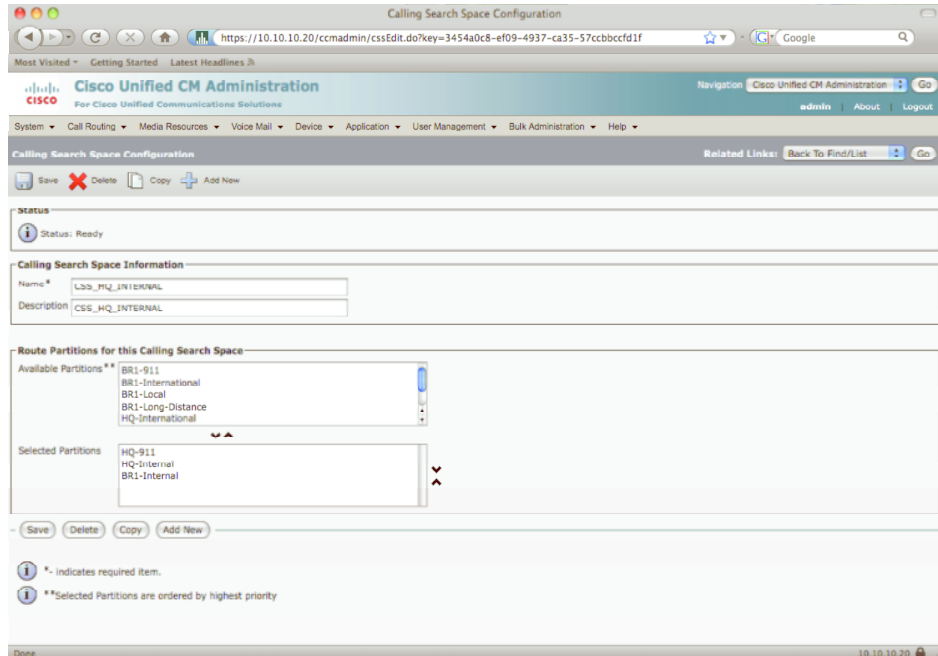 Calling Search Space Configuration
https://10.10.10.20/ccmadmin/cssEdit.do?key=3454a0c8-ef09-4937-ca35-57ccbbccfd1f
G Google
Most Visited Getting Started Latest Headlines
CISCO
Cisco Unified CM Administration
For Cisco Unified Communications Solutions
Navigation Cisco Unified CM Administration Go
admin | About | Logout
System Call Routing Media Resources Voice Mail Device Application User Management Bulk Administration Help
Calling Search Space Configuration
Related Links: Back To Find/List Go
Save Delete Copy Add New
Status
Status: Ready
Calling Search Space Information
Name* CSS_HQ_INTERNAL
Description CSS_HQ_INTERNAL
Route Partitions for this Calling Search Space
Available Partitions** BR1-911
BR1-International
BR1-Local
BR1-Long-Distance
HQ-International
Selected Partitions HQ-911
HQ-Internal
BR1-Internal
Save Delete Copy Add New
*- indicates required item.
**Selected Partitions are ordered by highest priority
Done 10.10.10.20